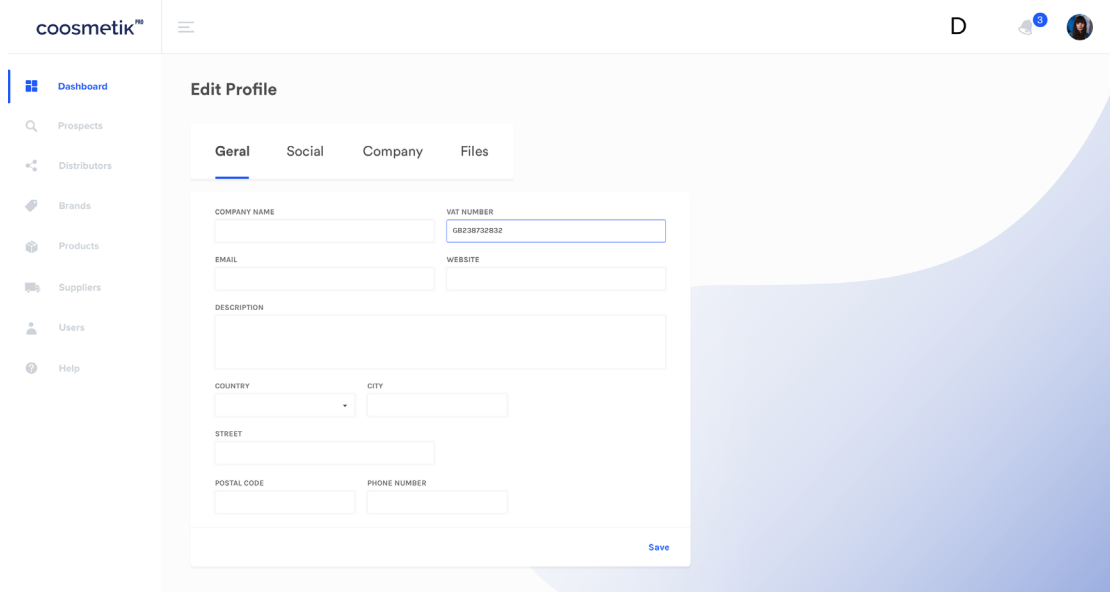 coosmetik PRO
D
3
Dashboard
Prospects
Distributors
Brands
Products
Suppliers
Users
Help
Edit Profile
Geral Social Company Files
COMPANY NAME VAT NUMBER
GB238732832
EMAIL WEBSITE
DESCRIPTION
COUNTRY CITY
STREET
POSTAL CODE PHONE NUMBER
Save